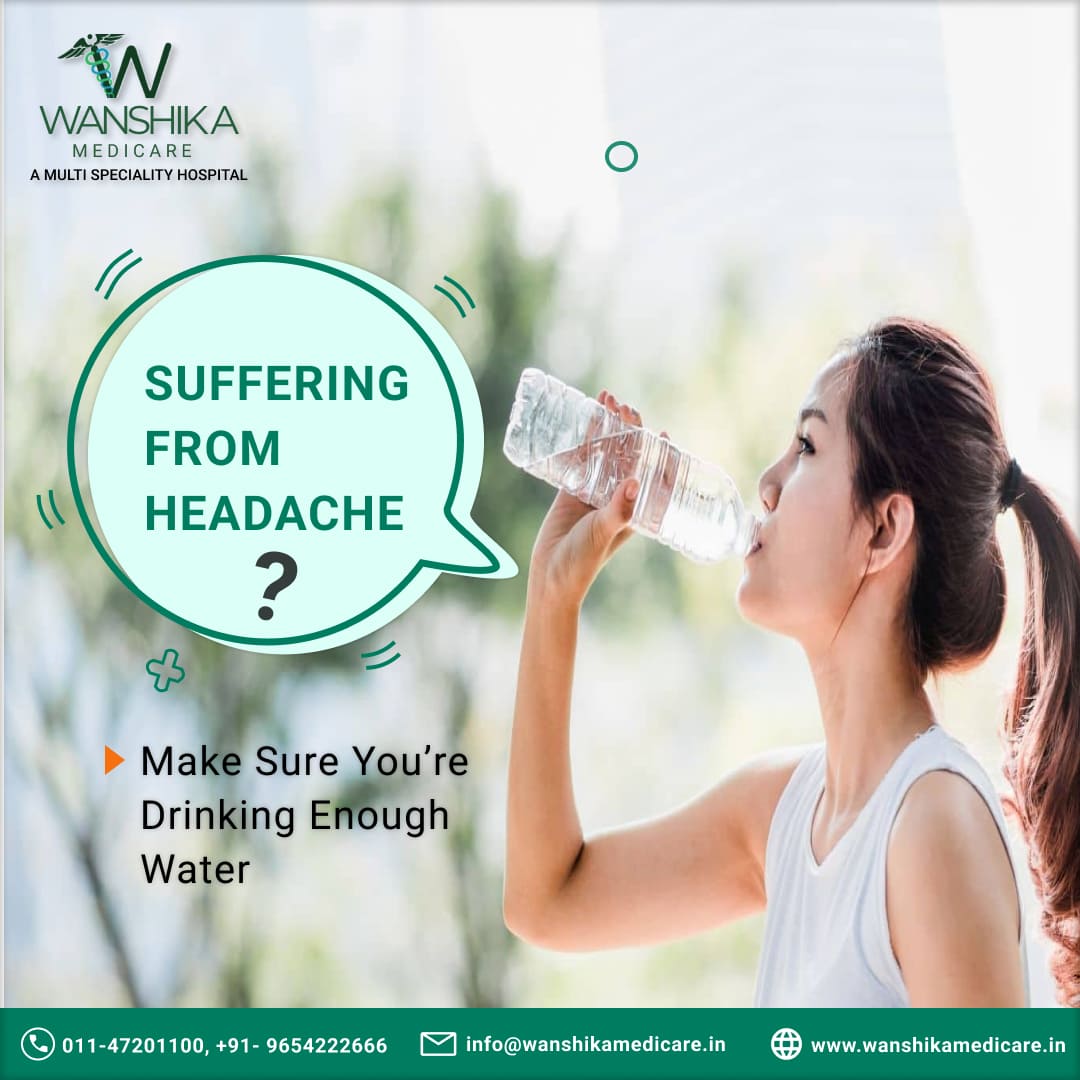 W
WANSHIKA
MEDICARE
A MULTI SPECIALITY HOSPITAL
SUFFERING
FROM
HEADACHE
?
Make Sure You’re
Drinking Enough
Water
011-47201100, +91- 9654222666 info@wanshikamedicare.in www.wanshikamedicare.in